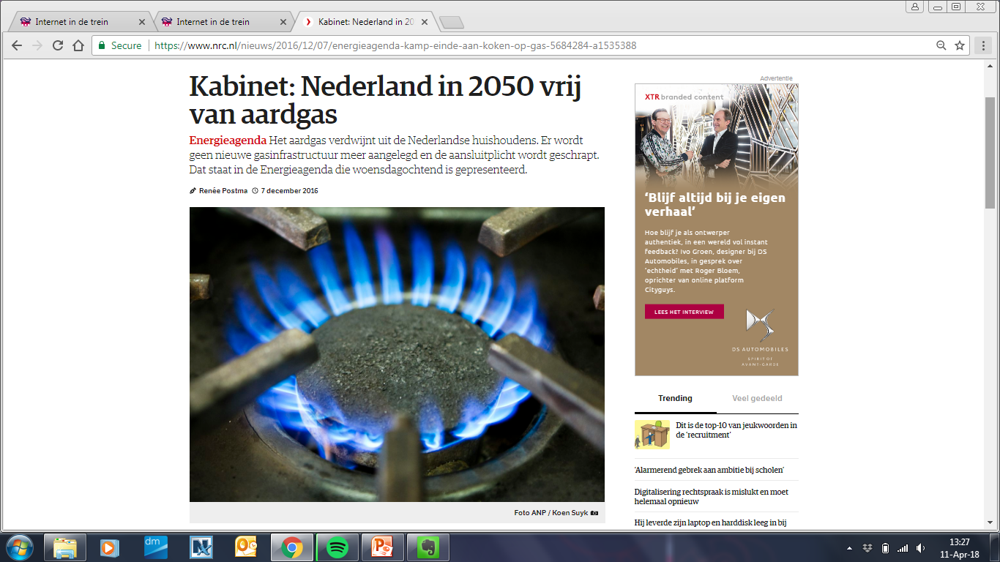 Internet in de trein
Internet in de trein
Kabinet: Nederland in 20
Secure
https://www.nrc.nl/nieuws/2016/12/07/energieagenda-kamp-einde-aan-koken-op-gas-5684284-a1535388
Kabinet: Nederland in 2050 vrij
van aardgas
Energieagenda Het aardgas verdwijnt uit de Nederlandse huishoudens. Er wordt
geen nieuwe gasinfrastructuur meer aangelegd en de aansluitplicht wordt geschrapt.
Dat staat in de Energieagenda die woensdagochtend is gepresenteerd.
Renée Postma 7 december 2016
Foto ANP / Koen Suyk
Advertentie
XTR branded content
‘Blijf altijd bij je eigen
verhaal’
Hoe blijf je als ontwerper
authentiek, in een wereld vol instant
feedback? Ivo Groen, designer bij DS
Automobiles, in gesprek over
‘echtheid’ met Roger Bloem,
oprichter van online platform
Cityguys.
LEES HET INTERVIEW
DS AUTOMOBILES
SPIRIT OF
AVANT-GARDE
Trending
Veel gedeeld
Dit is de top-10 van jeukwoorden in
de ‘recruitment’
‘Alarmerend gebrek aan ambitie bij scholen’
Digitalisering rechtspraak is mislukt en moet
helemaal opnieuw
Hij leverde zijn laptop en harddisk leeg in bij
dm
13:27
11-Apr-18